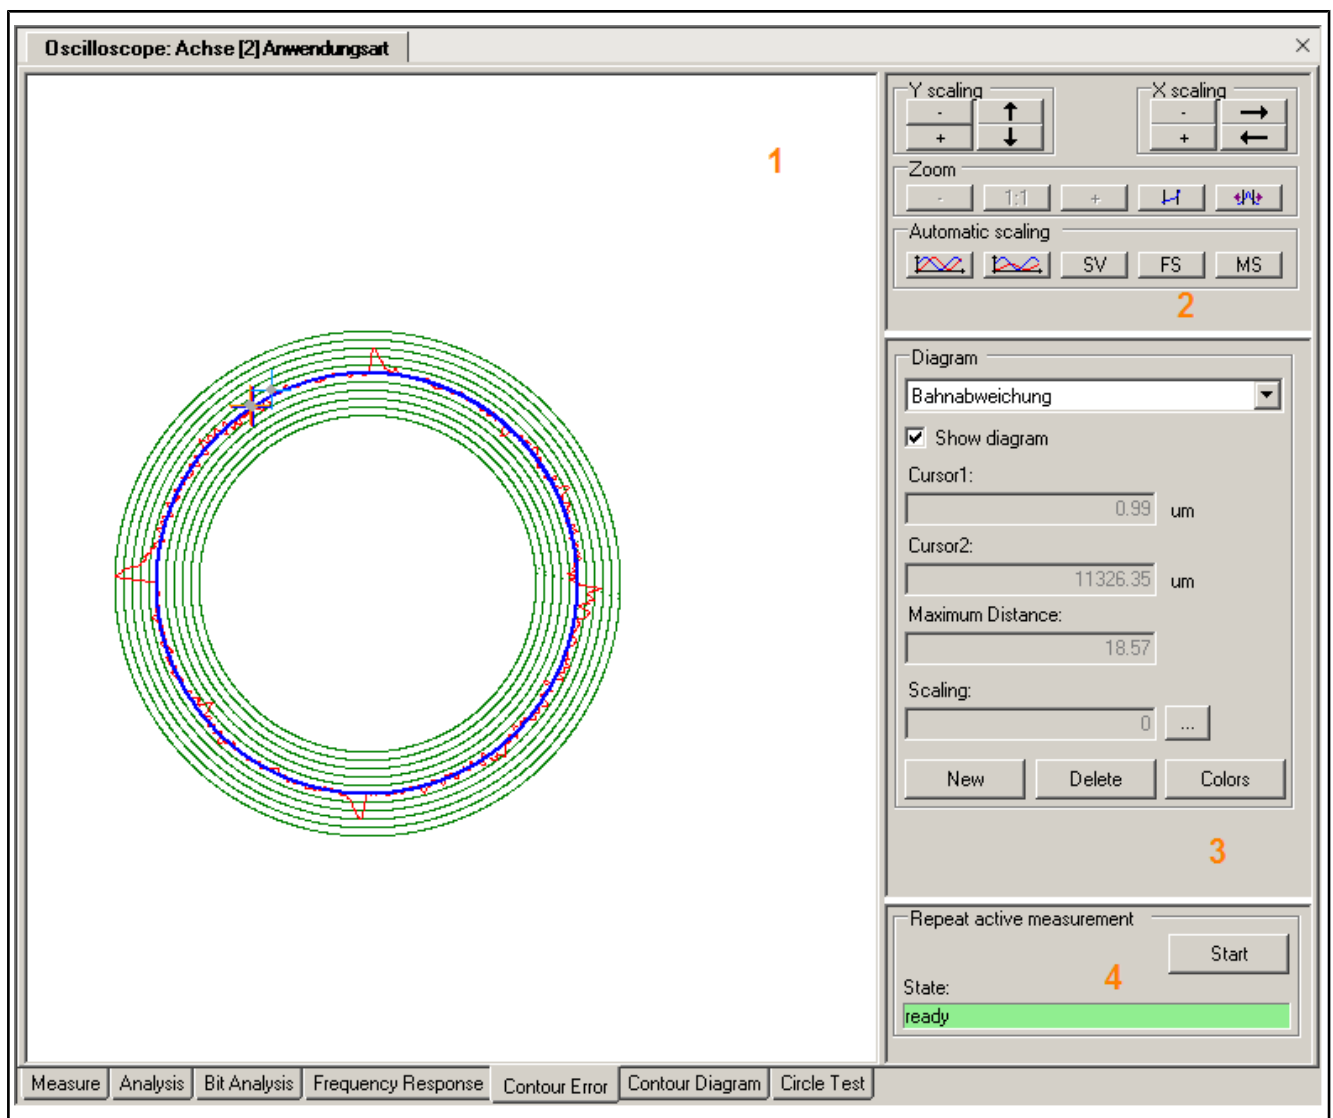 Oscilloscope: Achse [2] Anwendungsart
1
Y scaling
X scaling
-
-
+
+
Zoom
- 1:1 +
Automatic scaling
SV FS MS
2
Diagram
Bahnabweichung
Show diagram
Cursor1:
0.99 um
Cursor2:
11326.35 um
Maximum Distance:
18.57
Scaling:
0 ...
New Delete Colors
3
Repeat active measurement
Start
4
State:
ready
Measure Analysis Bit Analysis Frequency Response Contour Error Contour Diagram Circle Test